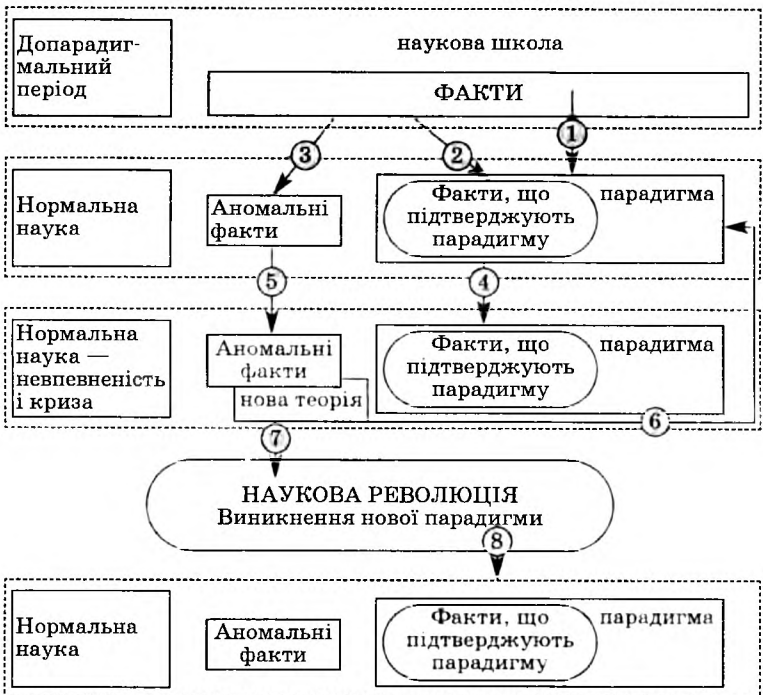 Допарадиг-
мальний
період
наукова школа
ФАКТИ
1
2
3
Нормальна
наука
Аномальні
факти
Факти, що
підтверджують
парадигму
парадигма
5
4
Нормальна
наука —
невпевненість
і криза
Аномальні
факти
нова теорія
Факти, що
підтверджують
парадигму
парадигма
6
7
НАУКОВА РЕВОЛЮЦІЯ
Виникнення нової парадигми
8
Нормальна
наука
Аномальні
факти
Факти, що
підтверджують
парадигму
парадигма